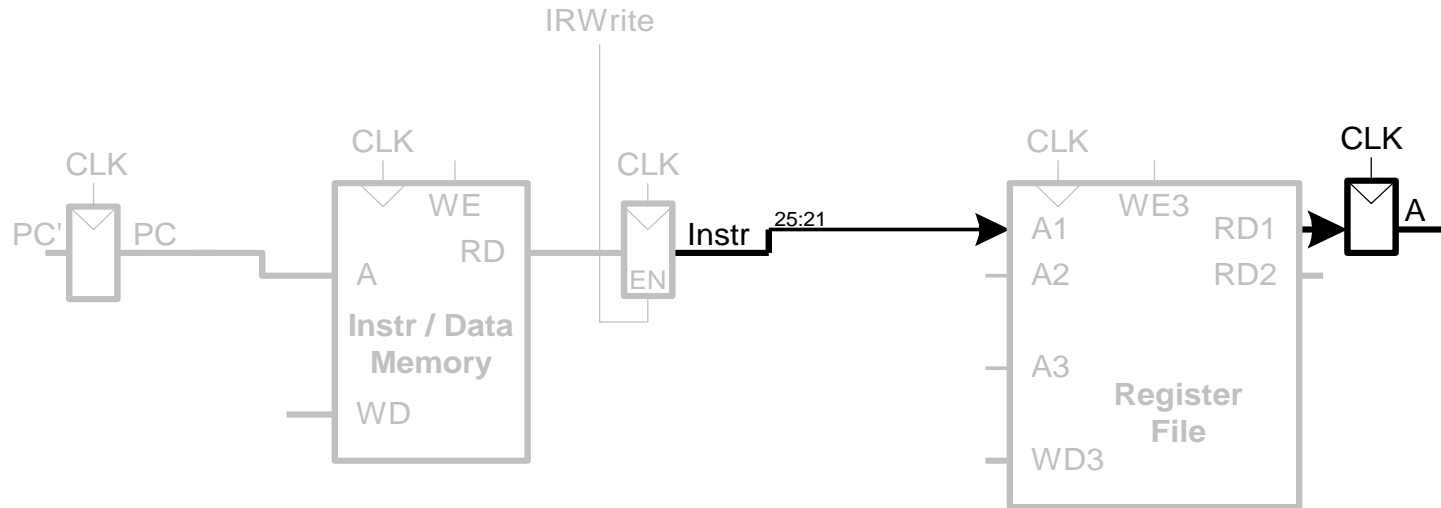 IRWrite
CLK
CLK
CLK
CLK
CLK
PC'
PC
WE
RD
A
Instr / Data
Memory
WD
EN
Instr
25:21
A1
WE3
RD1
A
A2
RD2
A3
Register
File
WD3